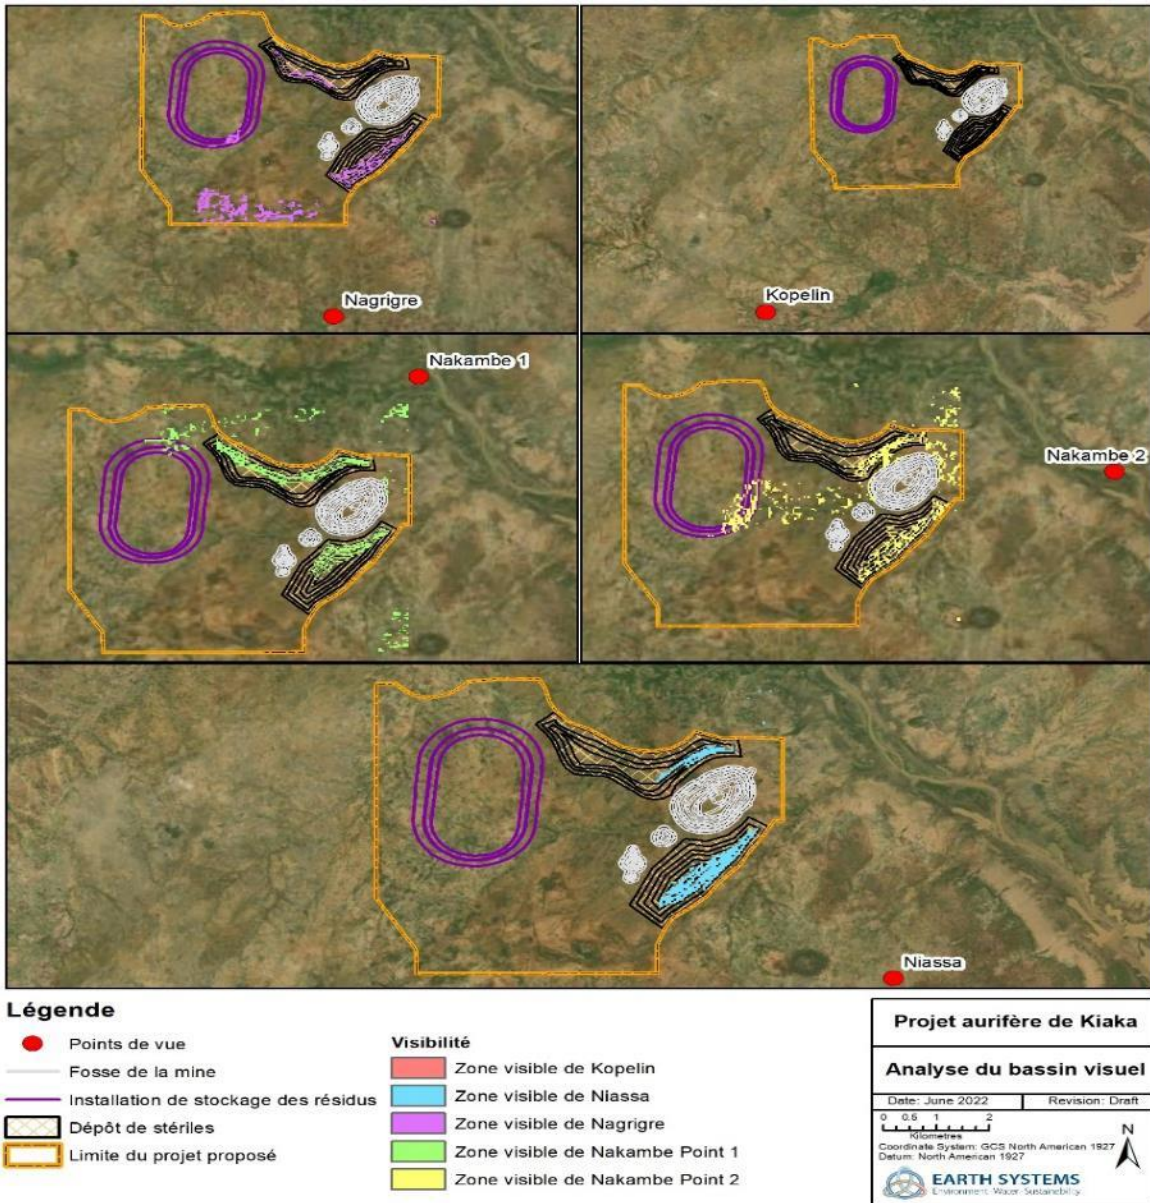 Nagrigre
Kopelin
Nakambe 1
Nakambe 2
Niassa
Légende
Points de vue
Fosse de la mine
Installation de stockage des résidus
Dépôt de stériles
Limite du projet proposé
Visibilité
Zone visible de Kopelin
Zone visible de Niassa
Zone visible de Nagrigre
Zone visible de Nakambe Point 1
Zone visible de Nakambe Point 2
Projet aurifère de Kiaka
Analyse du bassin visuel
Date: June 2022 Revision: Draft
0 0.5 1 2
Kilometres
Coordinate System: GCS North American 1927
Datum: North American 1927
N
EARTH SYSTEMS
Environment · Water · Sustainability